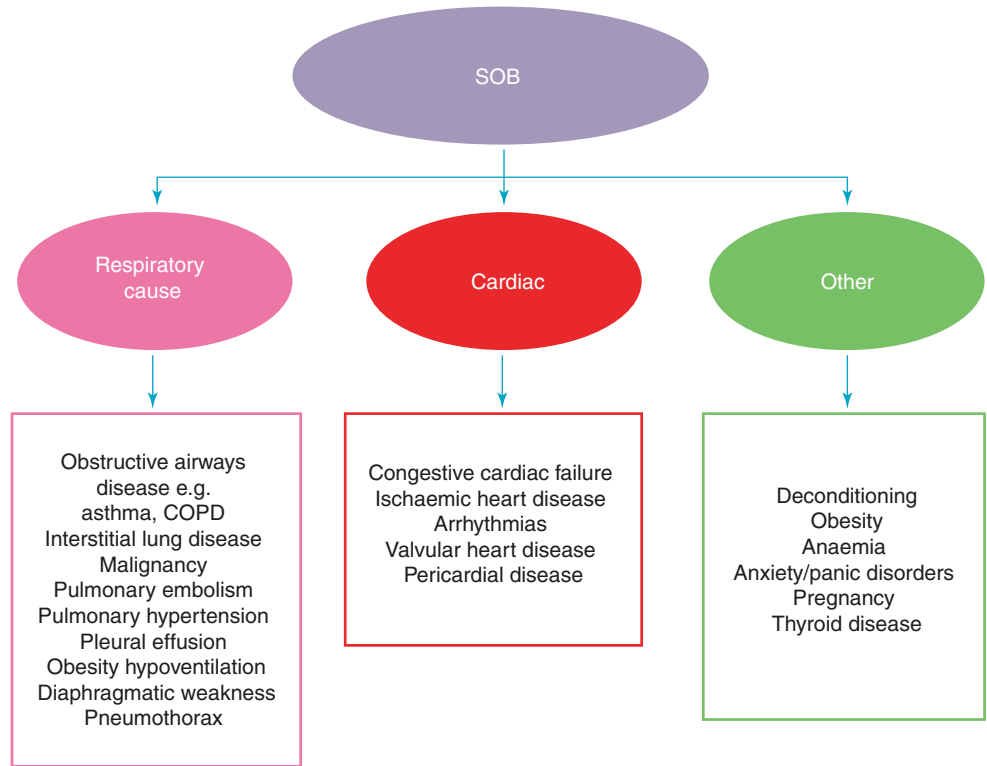 SOB
Respiratory
cause
Cardiac
Other
Obstructive airways
disease e.g.
asthma, COPD
Interstitial lung disease
Malignancy
Pulmonary embolism
Pulmonary hypertension
Pleural effusion
Obesity hypoventilation
Diaphragmatic weakness
Pneumothorax
Congestive cardiac failure
Ischaemic heart disease
Arrhythmias
Valvular heart disease
Pericardial disease
Deconditioning
Obesity
Anaemia
Anxiety/panic disorders
Pregnancy
Thyroid disease